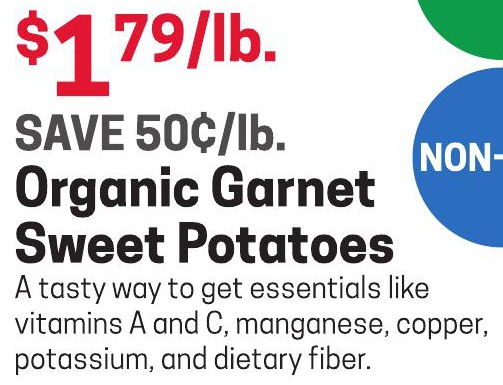 $1 79/lb.
SAVE 50¢/lb.
NON-
Organic Garnet
Sweet Potatoes
A tasty way to get essentials like
vitamins A and C, manganese, copper,
potassium, and dietary fiber.